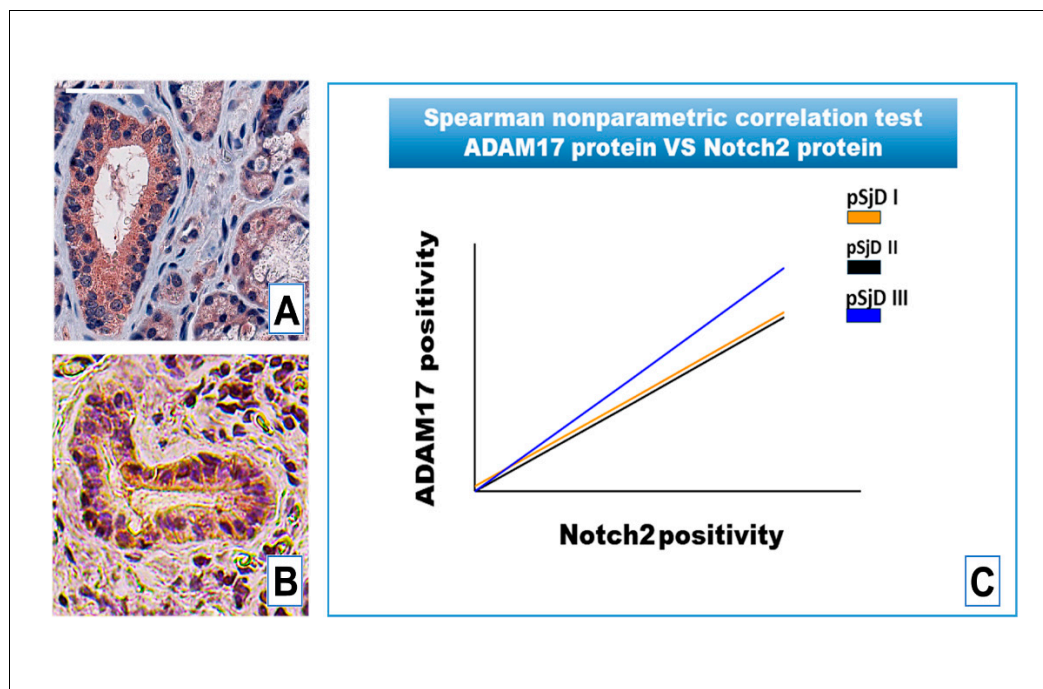 A
B
Spearman nonparametric correlation test
ADAM17 protein VS Notch2 protein
pSjD I
pSjD II
pSjD III
ADAM17 positivity
Notch2 positivity
C